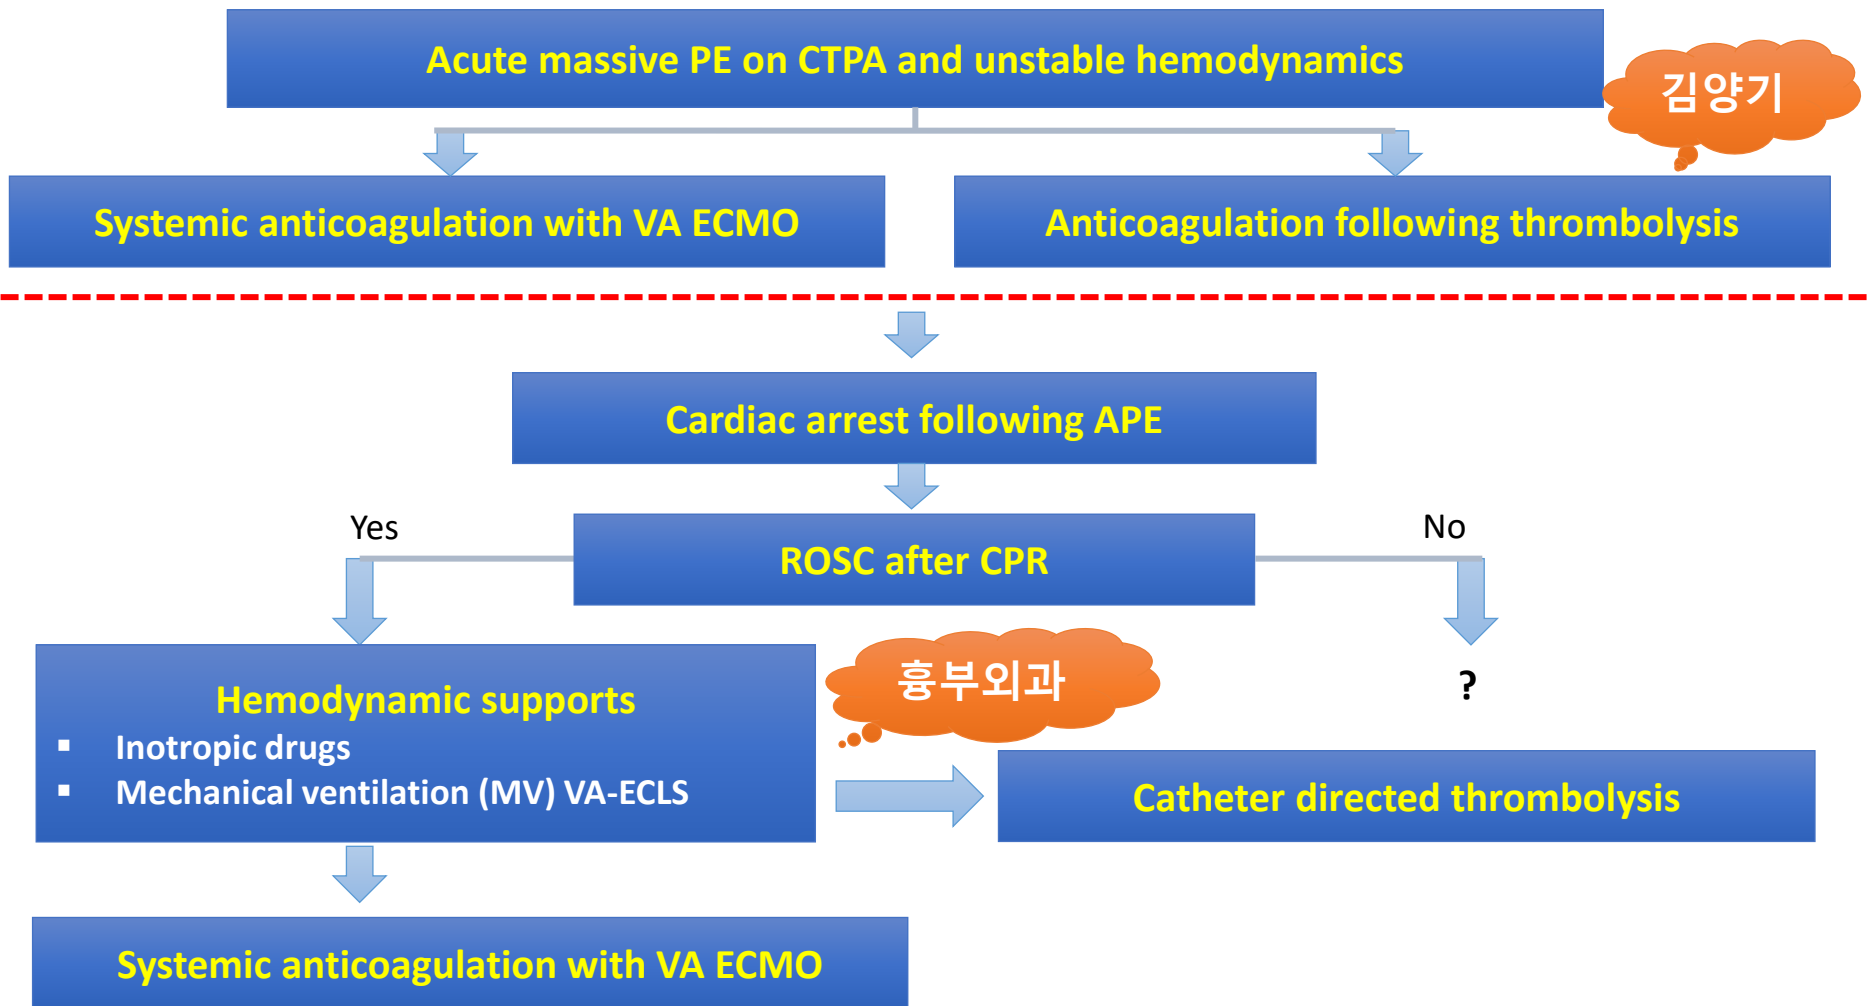 Acute massive PE on CTPA and unstable hemodynamics
김양기
Systemic anticoagulation with VA ECMO
Anticoagulation following thrombolysis
Cardiac arrest following APE
Yes
No
ROSC after CPR
Hemodynamic supports
▪ Inotropic drugs
▪ Mechanical ventilation (MV) VA-ECLS
흉부외과
?
Catheter directed thrombolysis
Systemic anticoagulation with VA ECMO